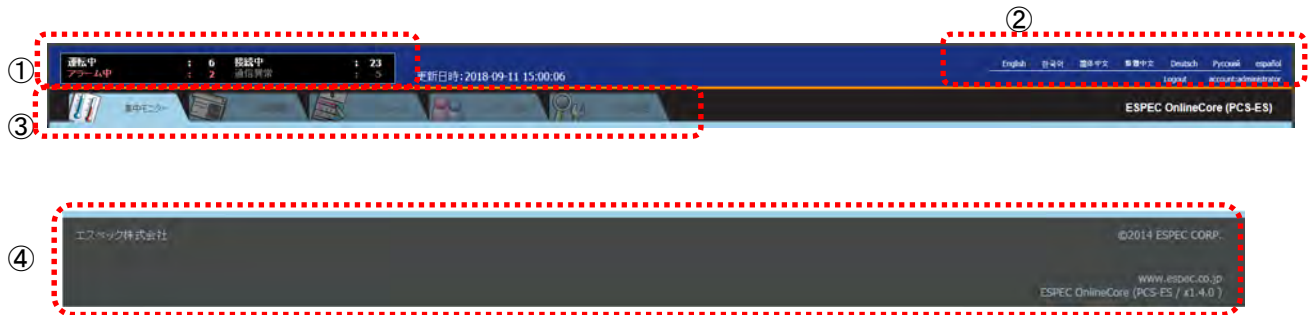 ②
①
運転中 : 6 接続中 : 23
アラーム中 : 2 通信異常 : 5
更新日時:2018-09-11 15:00:06
English 한국어 简体中文 繁體中文 Deutsch Русский español
Logout account:administrator
③
集中モニター
ESPEC OnlineCore (PCS-ES)
④
エスペック株式会社
©2014 ESPEC CORP.
www.espec.co.jp
ESPEC OnlineCore (PCS-ES / x1.4.0 )